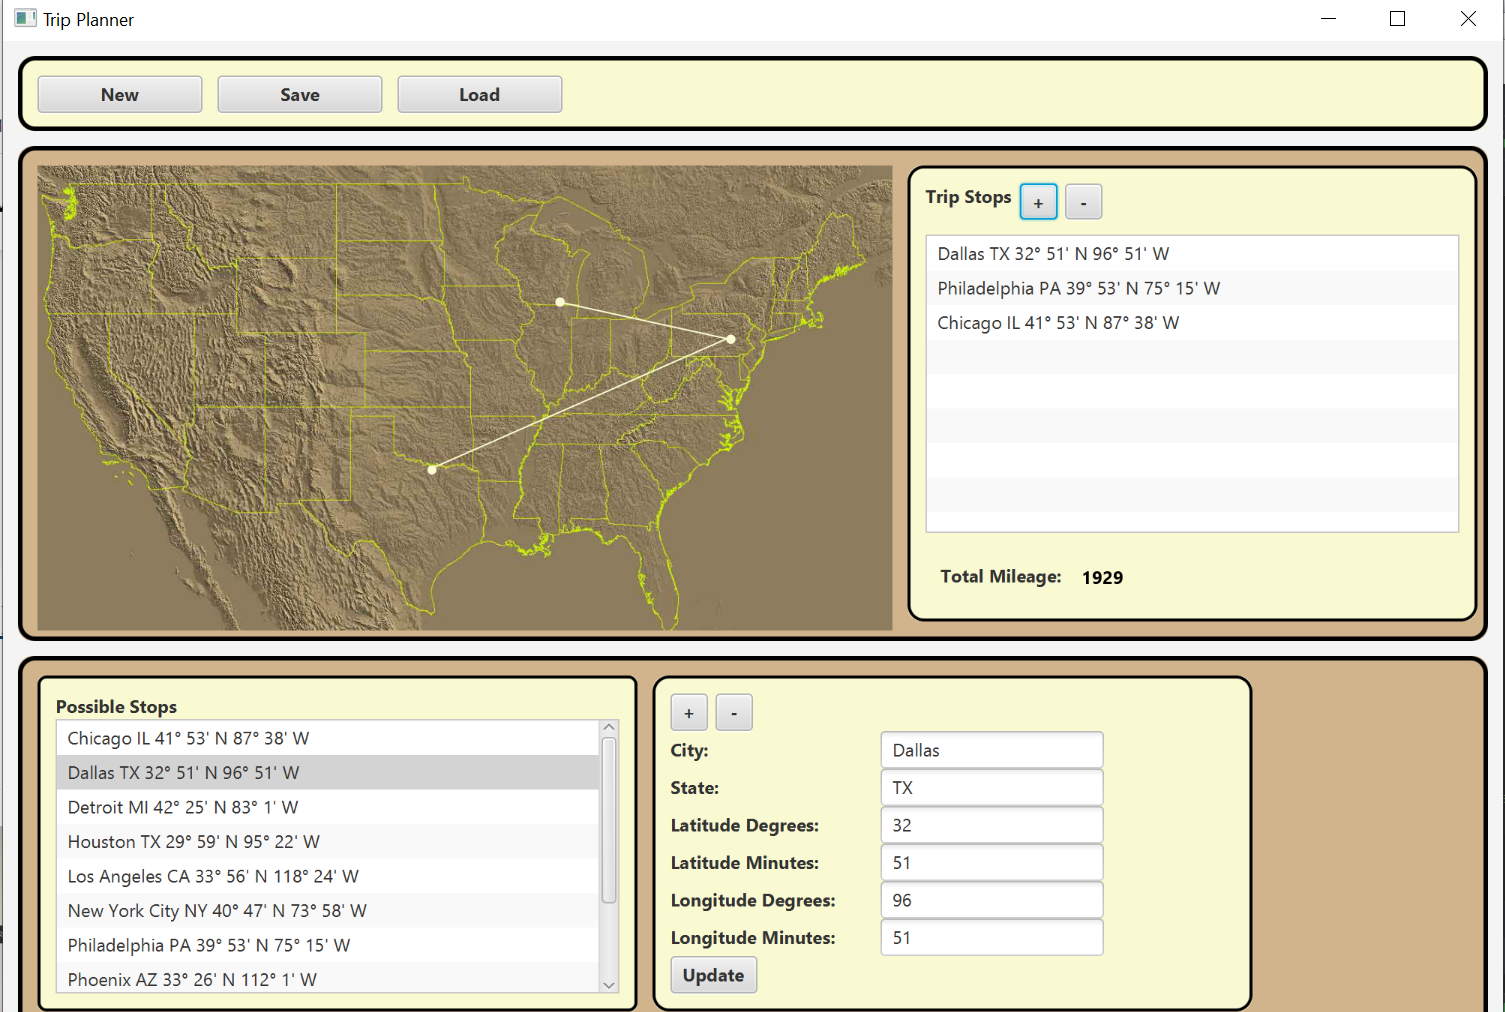 Trip Planner
New Save Load
Trip Stops + -
Dallas TX 32° 51' N 96° 51' W
Philadelphia PA 39° 53' N 75° 15' W
Chicago IL 41° 53' N 87° 38' W
Total Mileage: 1929
Possible Stops
Chicago IL 41° 53' N 87° 38' W
Dallas TX 32° 51' N 96° 51' W
Detroit MI 42° 25' N 83° 1' W
Houston TX 29° 59' N 95° 22' W
Los Angeles CA 33° 56' N 118° 24' W
New York City NY 40° 47' N 73° 58' W
Philadelphia PA 39° 53' N 75° 15' W
Phoenix AZ 33° 26' N 112° 1' W
+ -
City: Dallas
State: TX
Latitude Degrees: 32
Latitude Minutes: 51
Longitude Degrees: 96
Longitude Minutes: 51
Update